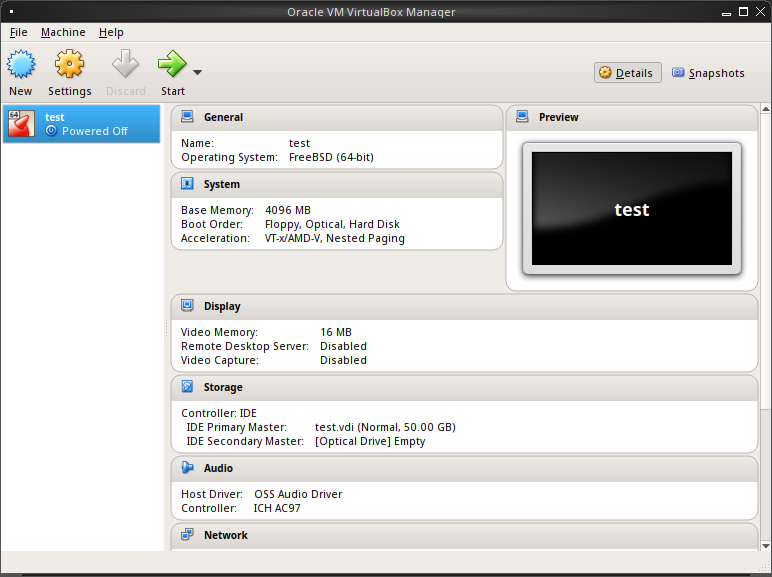 Oracle VM VirtualBox Manager
File Machine Help
New Settings Discard Start Details Snapshots
64
test
Powered Off
General
Name: test
Operating System: FreeBSD (64-bit)
System
Base Memory: 4096 MB
Boot Order: Floppy, Optical, Hard Disk
Acceleration: VT-x/AMD-V, Nested Paging
Preview
test
Display
Video Memory: 16 MB
Remote Desktop Server: Disabled
Video Capture: Disabled
Storage
Controller: IDE
IDE Primary Master: test.vdi (Normal, 50.00 GB)
IDE Secondary Master: [Optical Drive] Empty
Audio
Host Driver: OSS Audio Driver
Controller: ICH AC97
Network